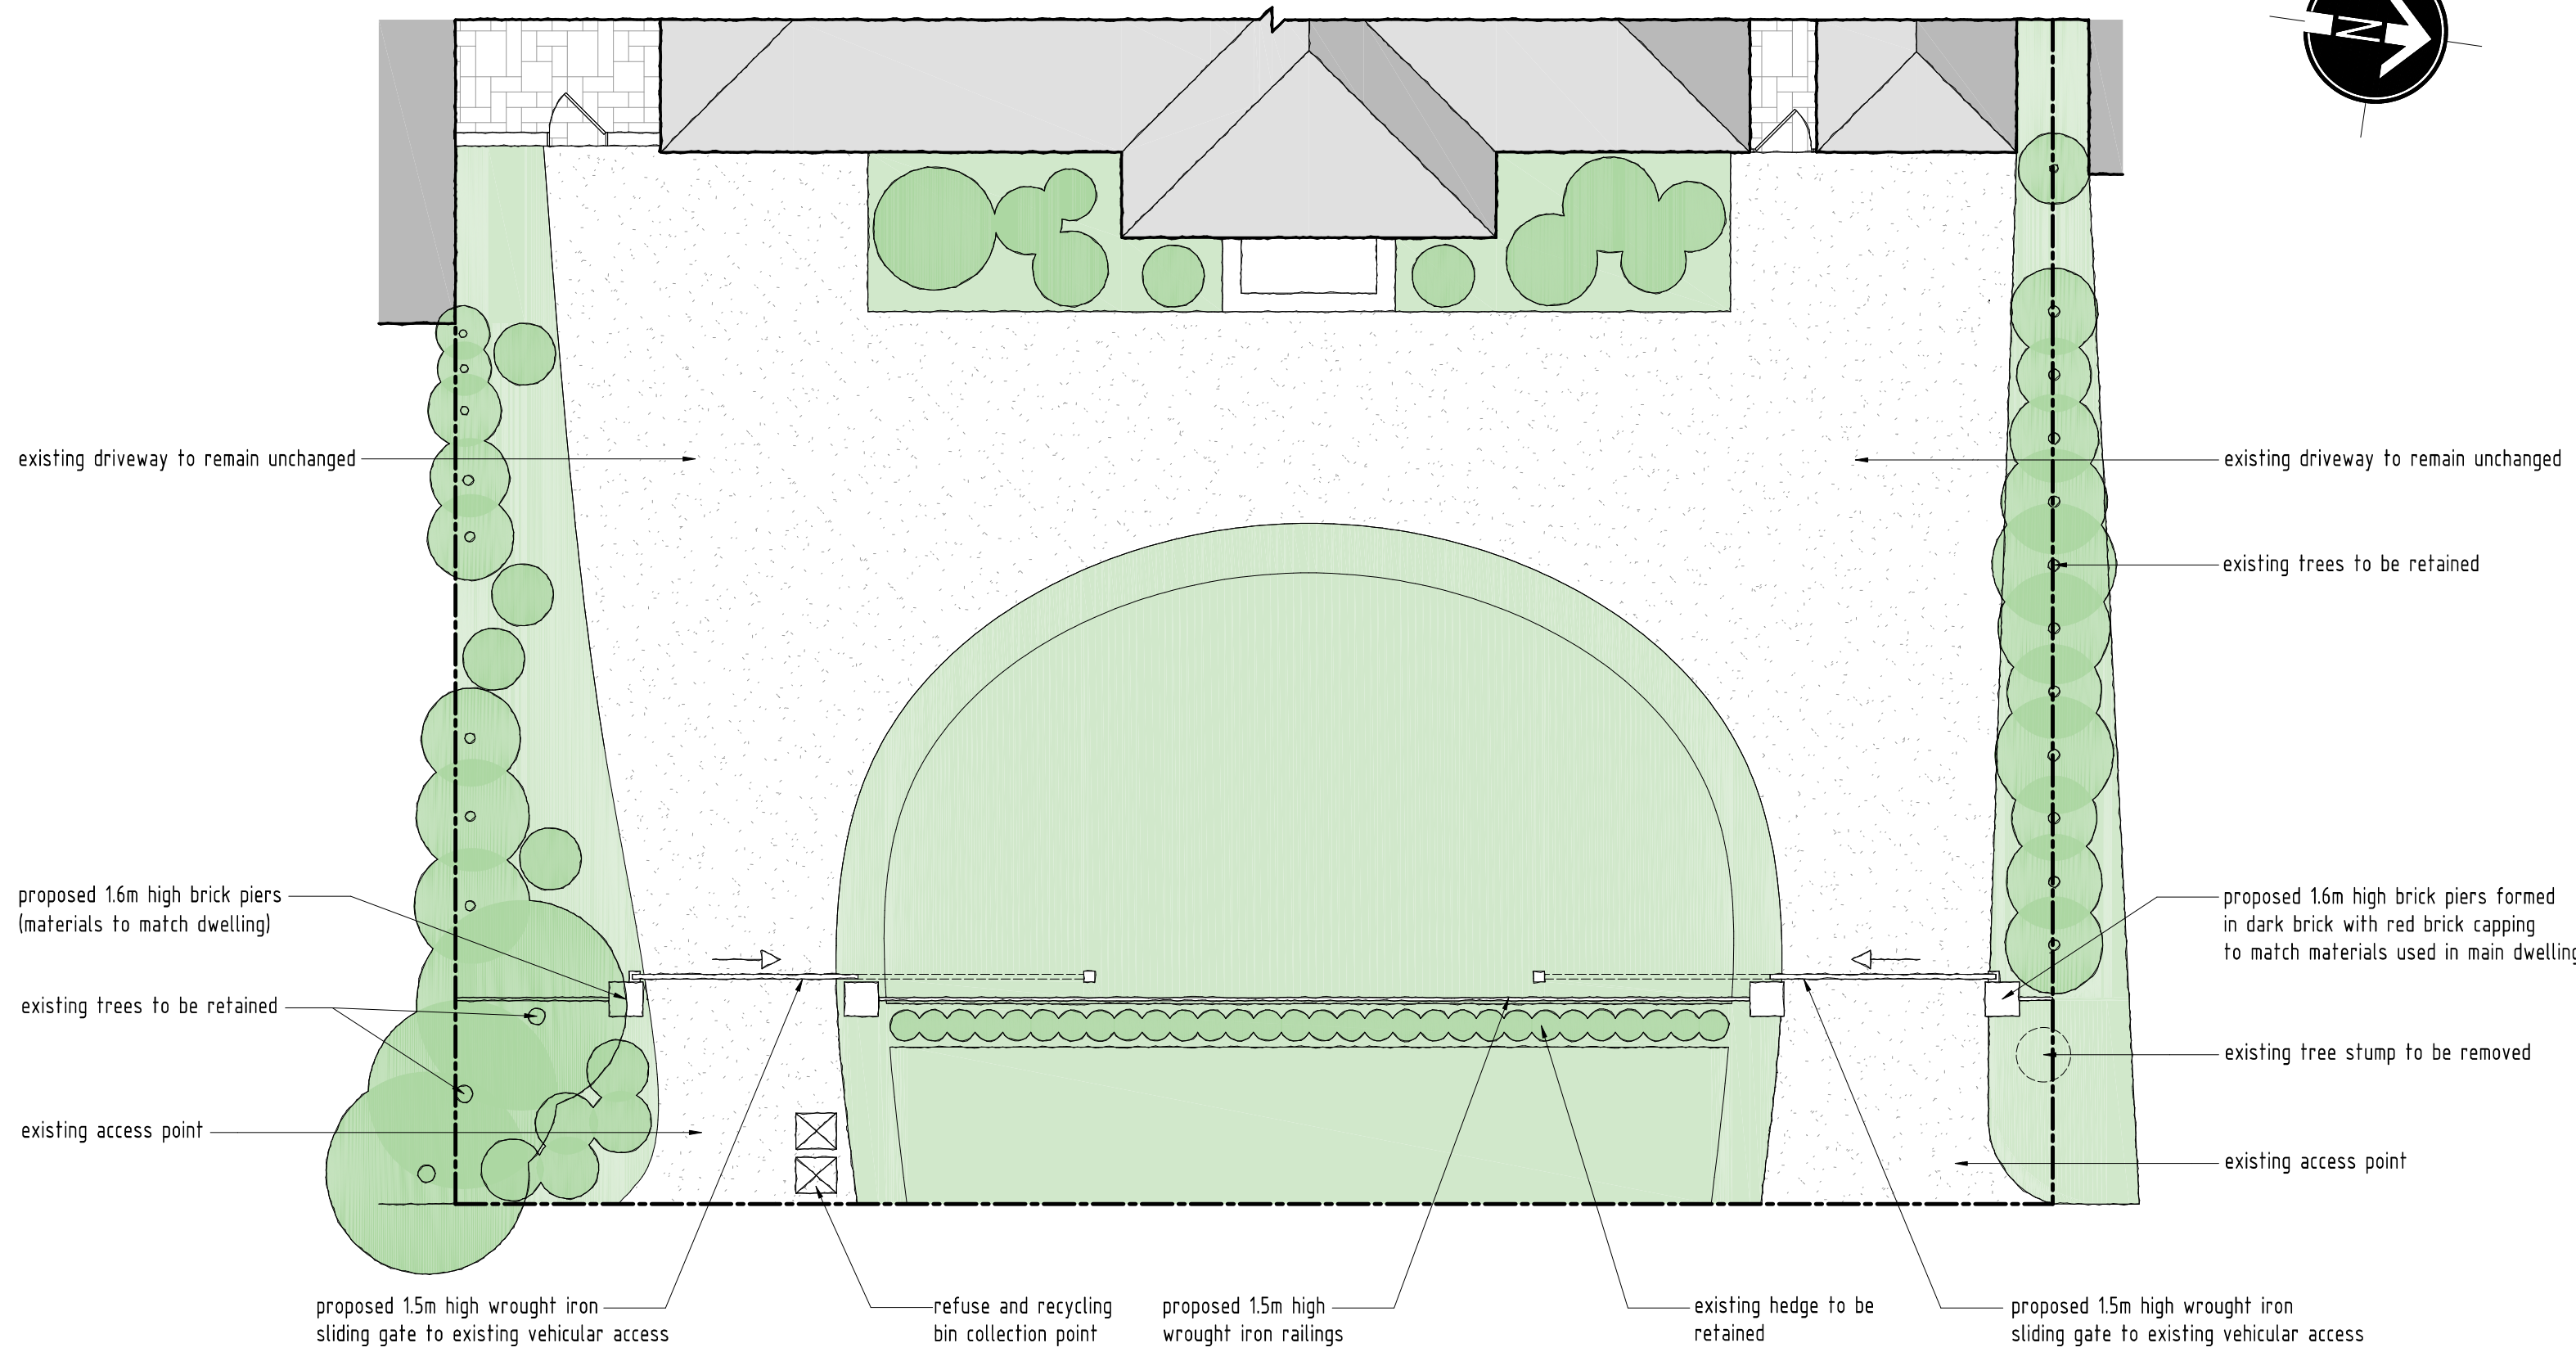 N
existing driveway to remain unchanged
existing driveway to remain unchanged
existing trees to be retained
proposed 1.6m high brick piers
(materials to match dwelling)
proposed 1.6m high brick piers formed
in dark brick with red brick capping
to match materials used in main dwelling
existing trees to be retained
existing tree stump to be removed
existing access point
existing access point
proposed 1.5m high wrought iron
sliding gate to existing vehicular access
refuse and recycling
bin collection point
proposed 1.5m high
wrought iron railings
existing hedge to be
retained
proposed 1.5m high wrought iron
sliding gate to existing vehicular access